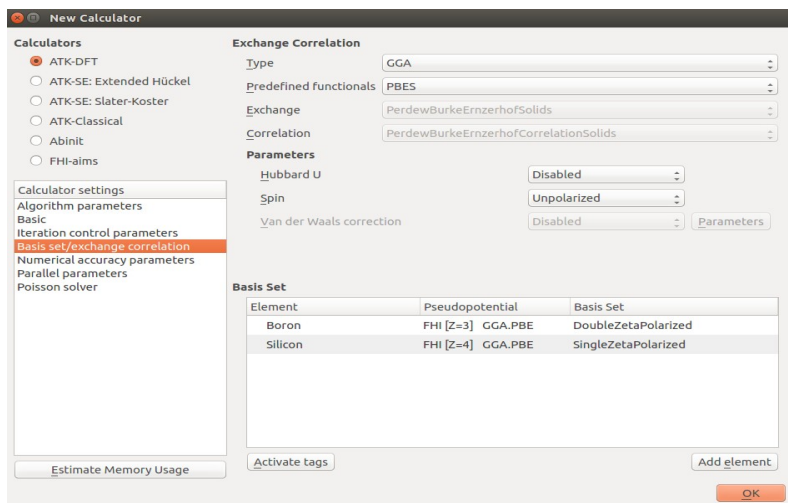 New Calculator
Calculators
ATK-DFT
ATK-SE: Extended Hückel
ATK-SE: Slater-Koster
ATK-Classical
Abinit
FHI-aims
Calculator settings
Algorithm parameters
Basic
Iteration control parameters
Basis set/exchange correlation
Numerical accuracy parameters
Parallel parameters
Poisson solver
Estimate Memory Usage
Exchange Correlation
Type GGA
Predefined functionals PBES
Exchange PerdewBurkeErnzerhofSolids
Correlation PerdewBurkeErnzerhofCorrelationSolids
Parameters
Hubbard U Disabled
Spin Unpolarized
Van der Waals correction Disabled Parameters
Basis Set
Element Pseudopotential Basis Set
Boron FHI [Z=3] GGA.PBE DoubleZetaPolarized
Silicon FHI [Z=4] GGA.PBE SingleZetaPolarized
Activate tags Add element
OK